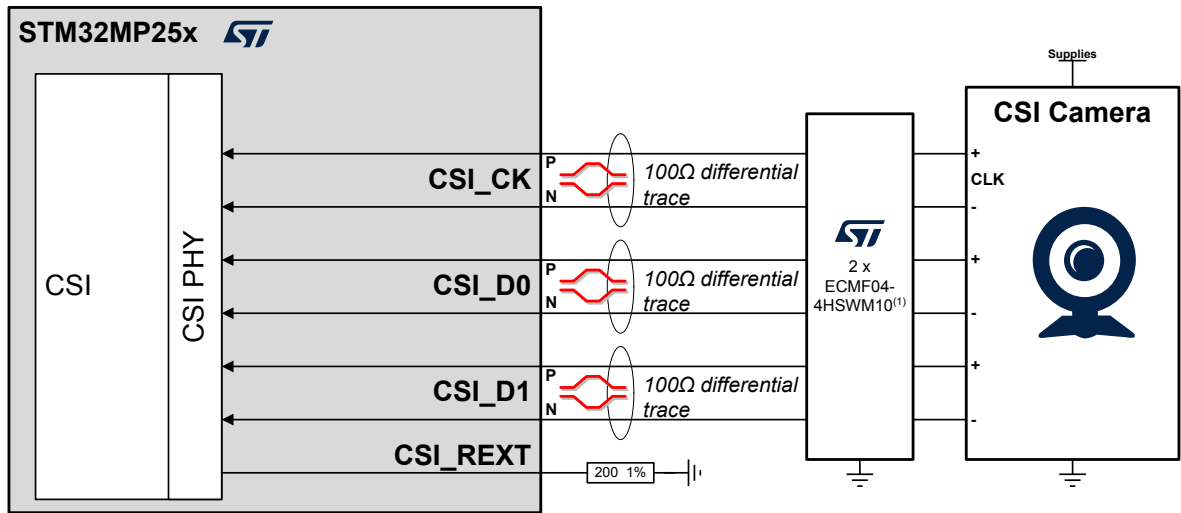 STM32MP25x
Supplies
CSI Camera
CSI
CSI PHY
CSI_CK
P
N
100Ω differential
trace
+
CLK
-
CSI_D0
P
N
100Ω differential
trace
+
-
2 x
ECMF04-
4HSWM10(1)
CSI_D1
P
N
100Ω differential
trace
+
-
CSI_REXT
200 1%